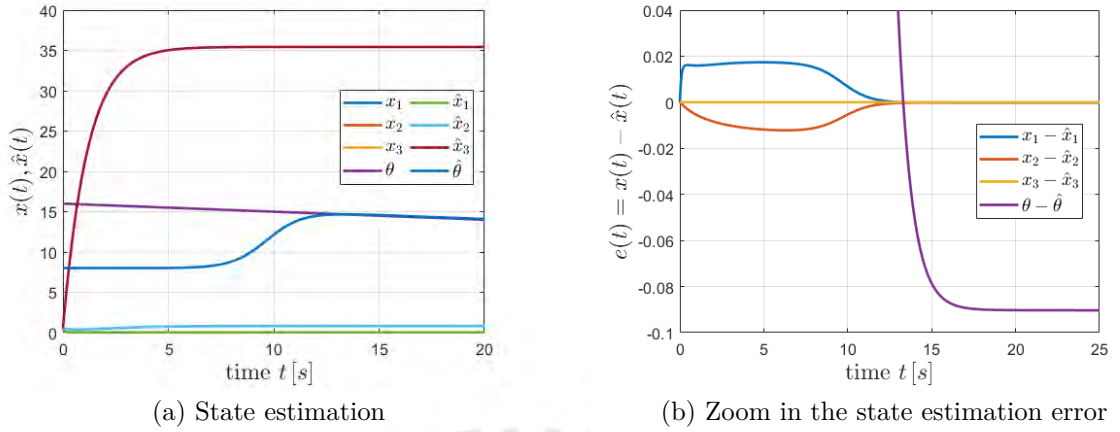 40
35
30
25
20
15
10
5
0
x(t), x̂(t)
x₁ x̂₁
x₂ x̂₂
x₃ x̂₃
θ θ̂
0 5 10 15 20
time t [s]
(a) State estimation
0.04
0.02
0
-0.02
-0.04
-0.06
-0.08
-0.1
e(t) = x(t) − x̂(t)
x₁ − x̂₁
x₂ − x̂₂
x₃ − x̂₃
θ − θ̂
0 5 10 15 20 25
time t [s]
(b) Zoom in the state estimation error